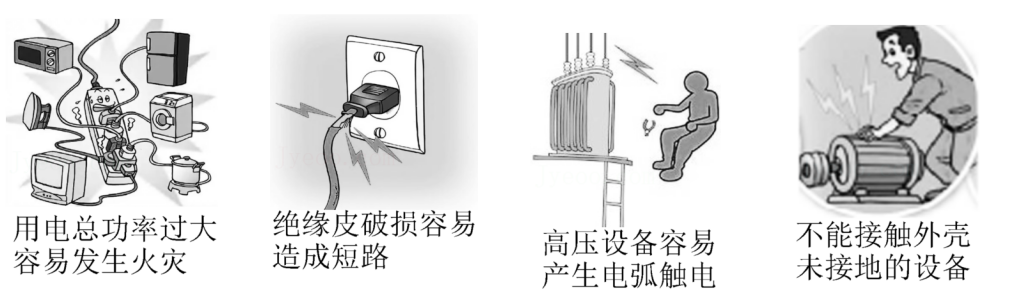 用电总功率过大
容易发生火灾
绝缘皮破损容易
造成短路
高压设备容易
产生电弧触电
不能接触外壳
未接地的设备